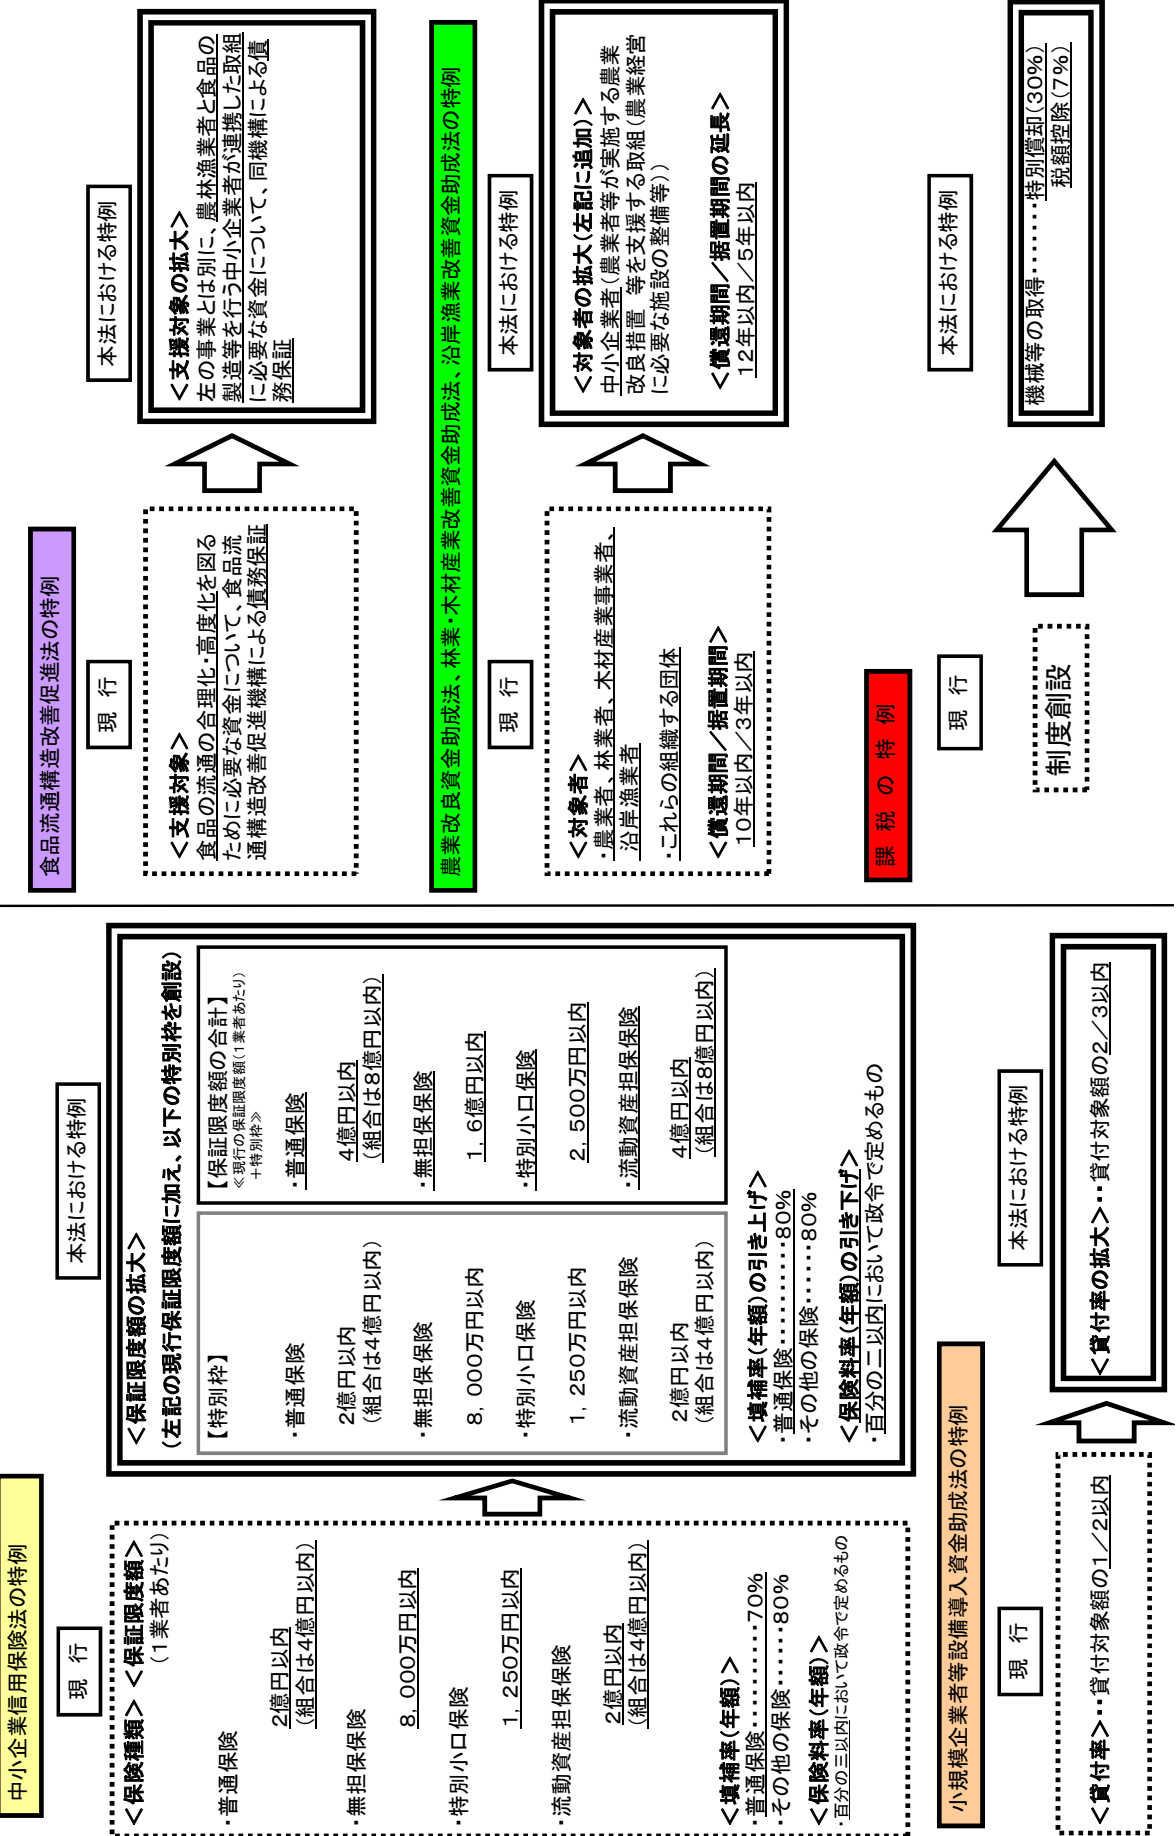 中小企業信用保険法の特例
現 行
＜保険種類＞ ＜保証限度額＞
（1業者あたり）
・普通保険
2億円以内
（組合は4億円以内）
・無担保保険
8，000万円以内
・特別小口保険
1，250万円以内
・流動資産担保保険
2億円以内
（組合は4億円以内）
＜填補率（年額）＞
・普通保険･････････70％
・その他の保険･････80％
＜保険料率（年額）＞
・百分の三以内において政令で定めるもの
本法における特例
＜保証限度額の拡大＞
（左記の現行保証限度額に加え、以下の特別枠を創設）
【特別枠】
・普通保険
2億円以内
（組合は4億円以内）
・無担保保険
8，000万円以内
・特別小口保険
1，250万円以内
・流動資産担保保険
2億円以内
（組合は4億円以内）
【保証限度額の合計】
≪現行の保証限度額（1業者あたり）
＋特別枠≫
・普通保険
4億円以内
（組合は8億円以内）
・無担保保険
1，6億円以内
・特別小口保険
2，500万円以内
・流動資産担保保険
4億円以内
（組合は8億円以内）
＜填補率（年額）の引き上げ＞
・普通保険･････････80％
・その他の保険･････80％
＜保険料率（年額）の引き下げ＞
・百分の二以内において政令で定めるもの
小規模企業者等設備導入資金助成法の特例
現 行
＜貸付率＞･･貸付対象額の1／2以内
本法における特例
＜貸付率の拡大＞･･貸付対象額の2／3以内
食品流通構造改善促進法の特例
現 行
＜支援対象＞
食品の流通の合理化・高度化を図る
ために必要な資金について、食品流
通構造改善促進機構による債務保証
本法における特例
＜支援対象の拡大＞
左の事業とは別に、農林漁業者と食品の
製造等を行う中小企業者が連携した取組
に必要な資金について、同機構による債
務保証
農業改良資金助成法、林業・木材産業改善資金助成法、沿岸漁業改善資金助成法の特例
現 行
＜対象者＞
・農業者、林業者、木材産業事業者、
沿岸漁業者
・これらの組織する団体
＜償還期間／据置期間＞
10年以内／3年以内
本法における特例
＜対象者の拡大（左記に追加）＞
中小企業者（農業者等が実施する農業
改良措置 等を支援する取組（農業経営
に必要な施設の整備等））
＜償還期間／据置期間の延長＞
12年以内／5年以内
課 税 の 特 例
現 行
制度創設
本法における特例
機械等の取得･･････特別償却（30％）
税額控除（7％）